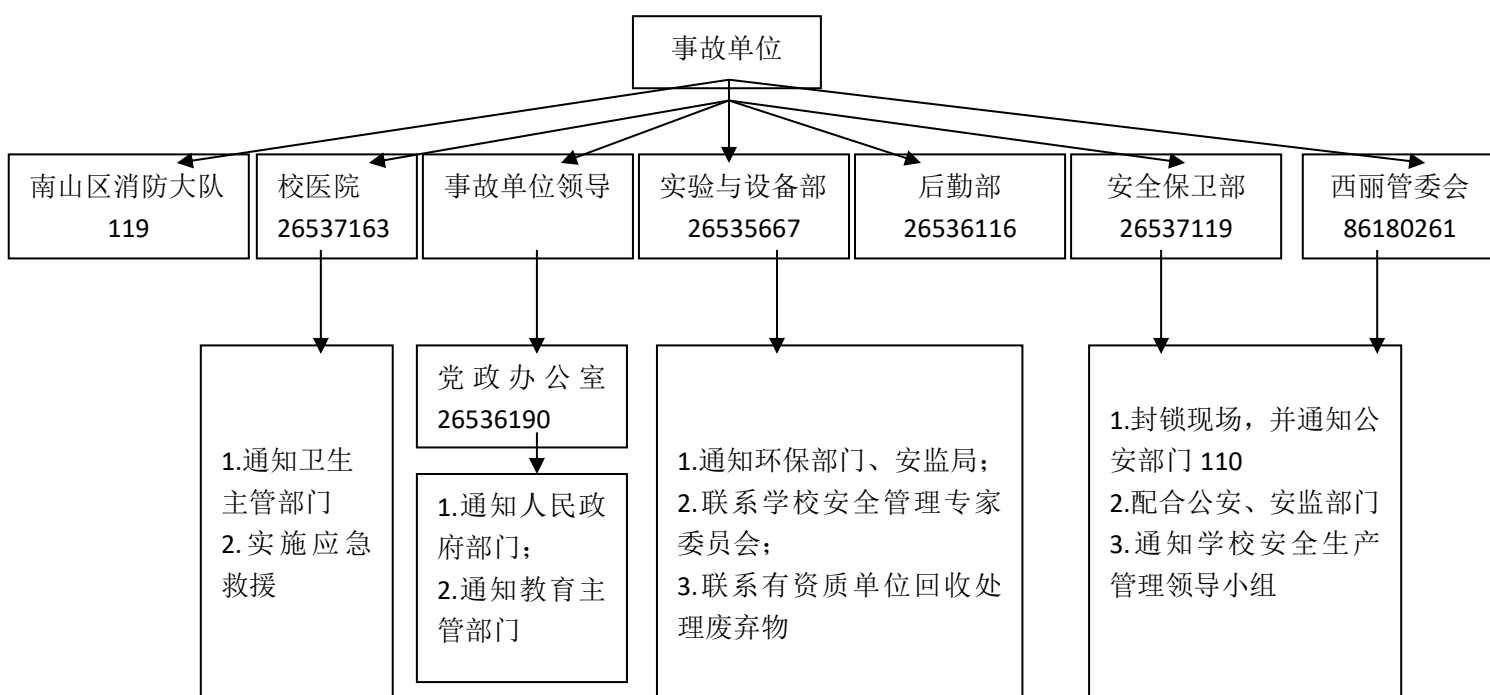 事故单位
南山区消防大队
119
校医院
26537163
事故单位领导
实验与设备部
26535667
后勤部
26536116
安全保卫部
26537119
西丽管委会
86180261
1.通知卫生
主管部门
2.实施应急
救援
党政办公室
26536190
1.通知人民政
府部门；
2.通知教育主
管部门
1.通知环保部门、安监局；
2.联系学校安全管理专家
委员会；
3.联系有资质单位回收处
理废弃物
1.封锁现场，并通知公
安部门 110
2.配合公安、安监部门
3.通知学校安全生产
管理领导小组